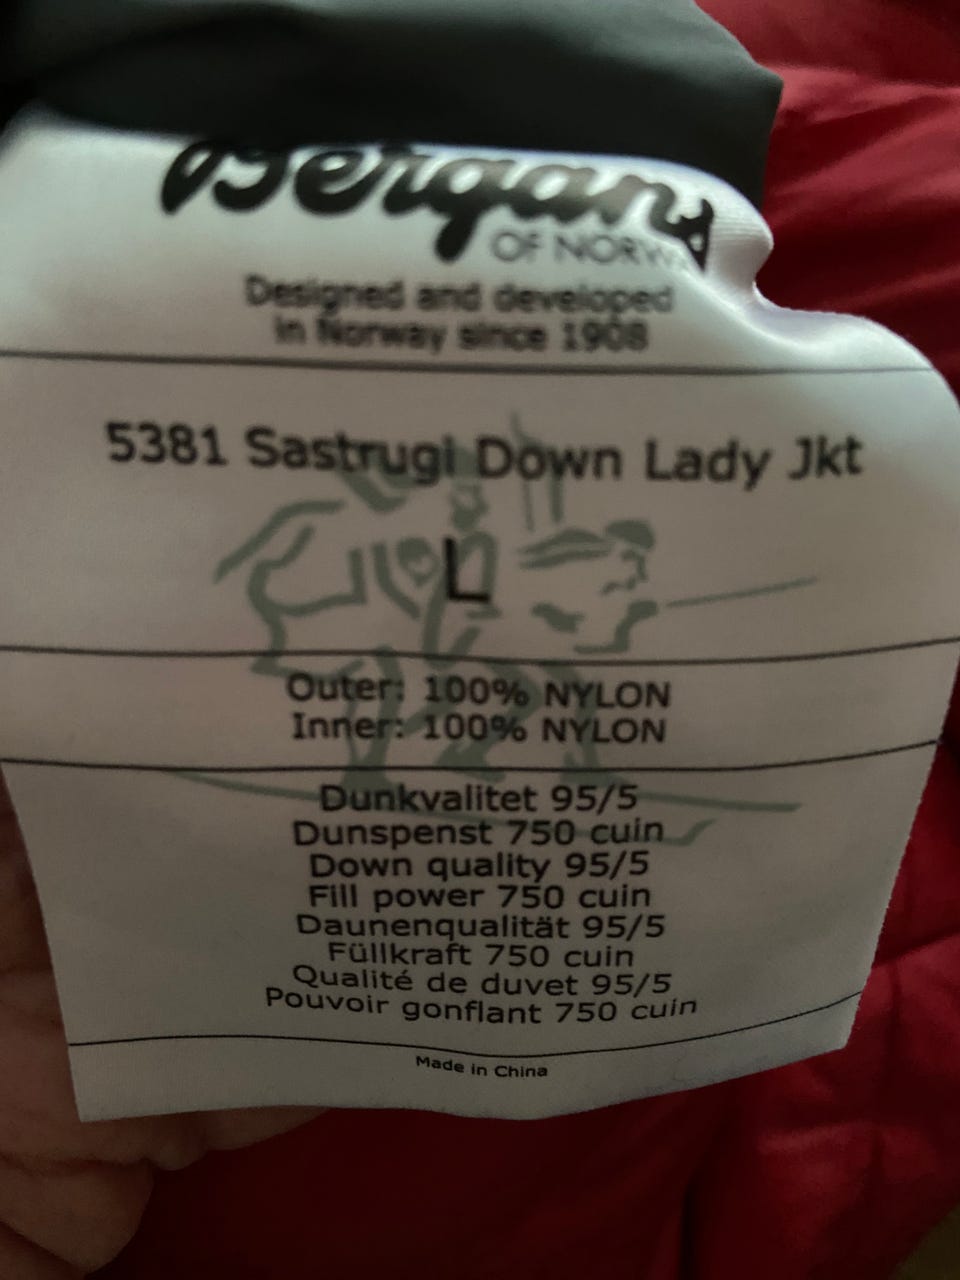 Bergans
OF NORWAY
Designed and developed
in Norway since 1908
5381 Sastrugi Down Lady Jkt
L
Outer: 100% NYLON
Inner: 100% NYLON
Dunkvalitet 95/5
Dunspenst 750 cuin
Down quality 95/5
Fill power 750 cuin
Daunenqualität 95/5
Füllkraft 750 cuin
Qualité de duvet 95/5
Pouvoir gonflant 750 cuin
Made in China